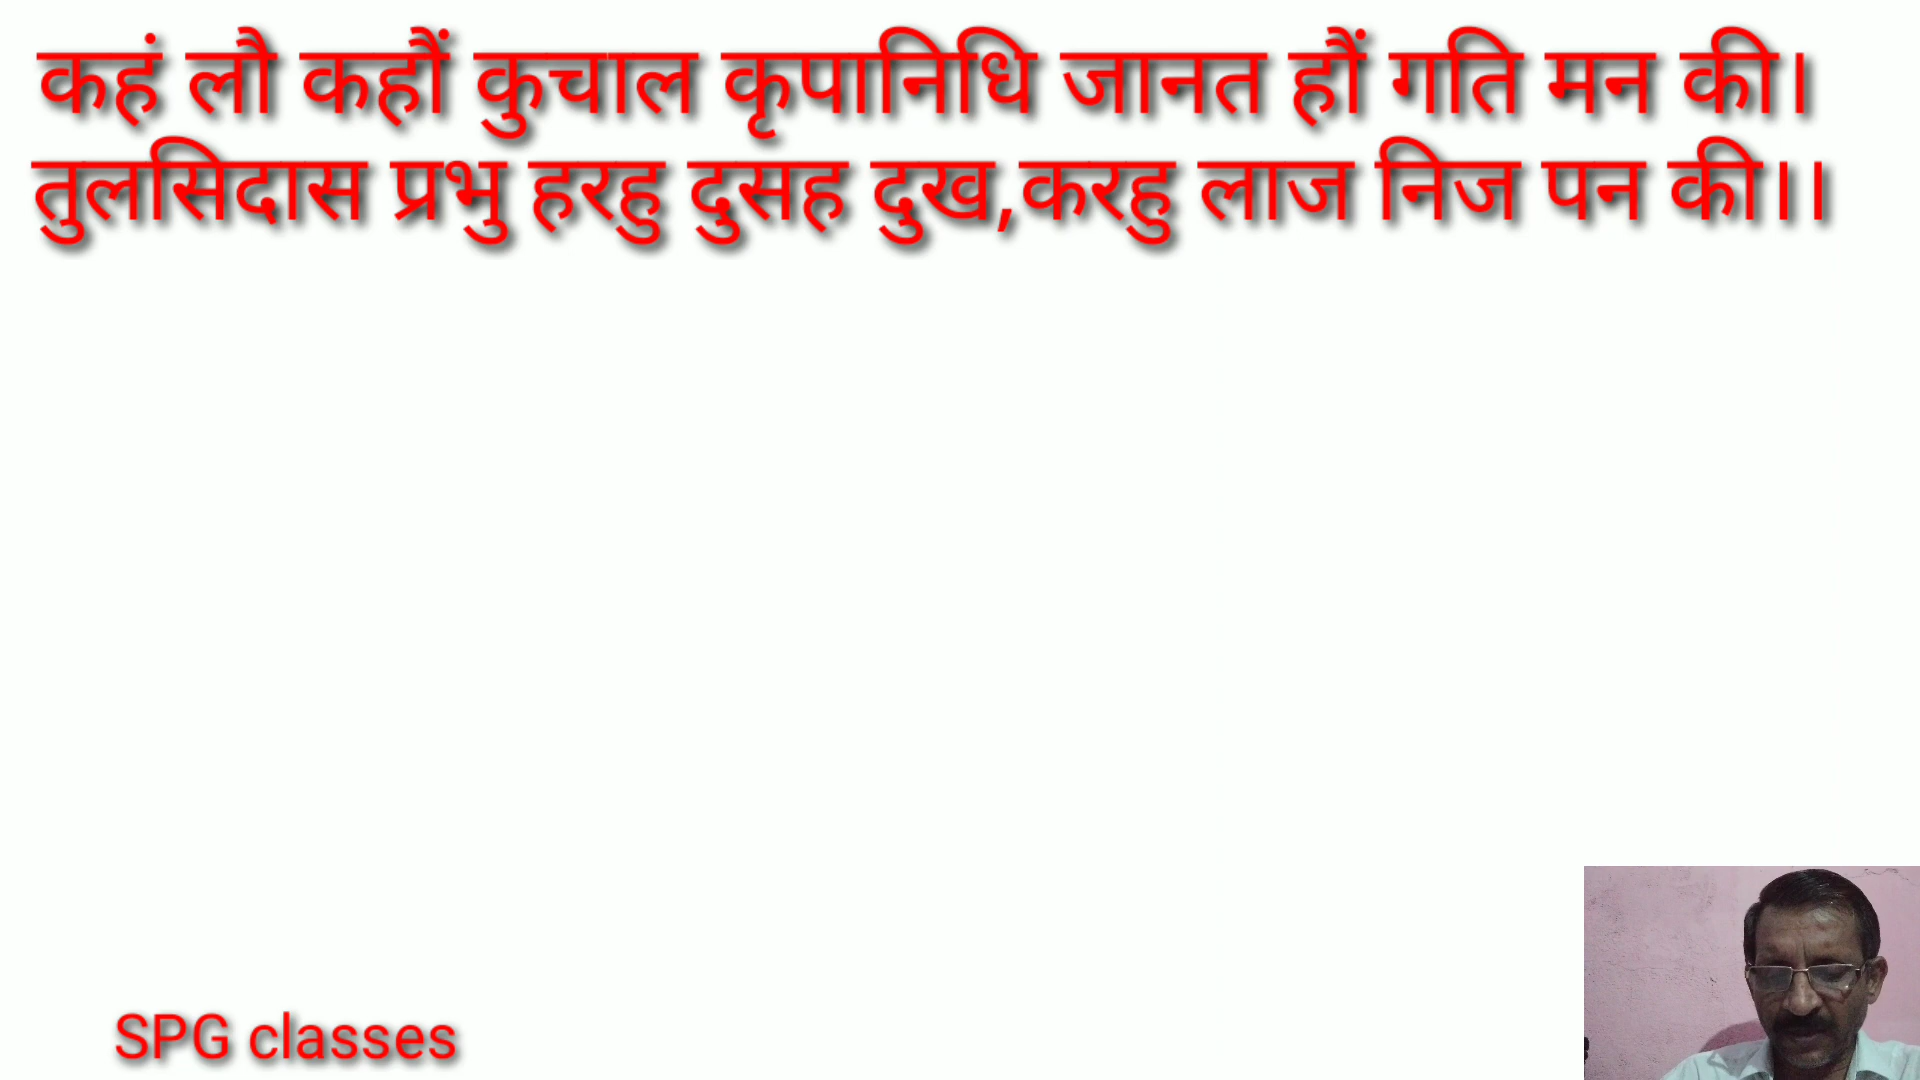 कहं लौ कहौं कुचाल कृपानिधि जानत हौं गति मन की।
तुलसिदास प्रभु हरहु दुसह दुख,करहु लाज निज पन की।।
SPG classes